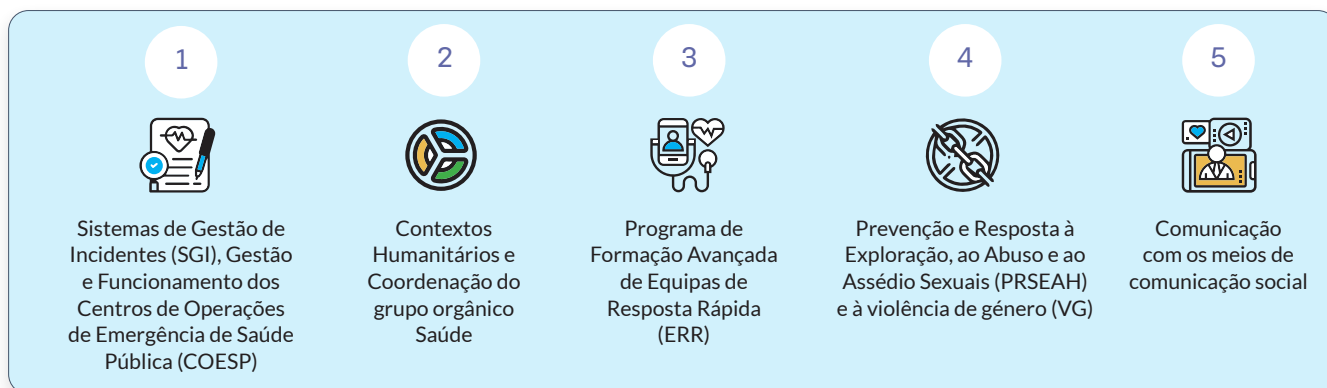 1
Sistemas de Gestão de
Incidentes (SGI), Gestão
e Funcionamento dos
Centros de Operações
de Emergência de Saúde
Pública (COESP)
2
Contextos
Humanitários e
Coordenação do
grupo orgânico
Saúde
3
Programa de
Formação Avançada
de Equipas de
Resposta Rápida
(ERR)
4
Prevenção e Resposta à
Exploração, ao Abuso e ao
Assédio Sexuais (PRSEAH)
e à violência de género (VG)
5
Comunicação
com os meios de
comunicação social